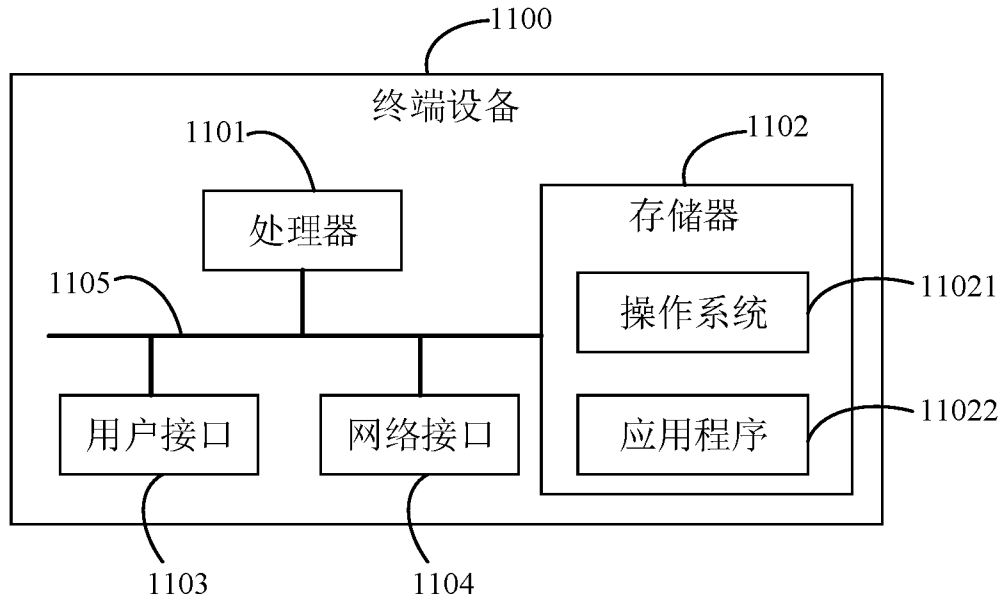 1100
终端设备
1101
1102
处理器
存储器
1105
操作系统
11021
用户接口
网络接口
应用程序
11022
1103
1104